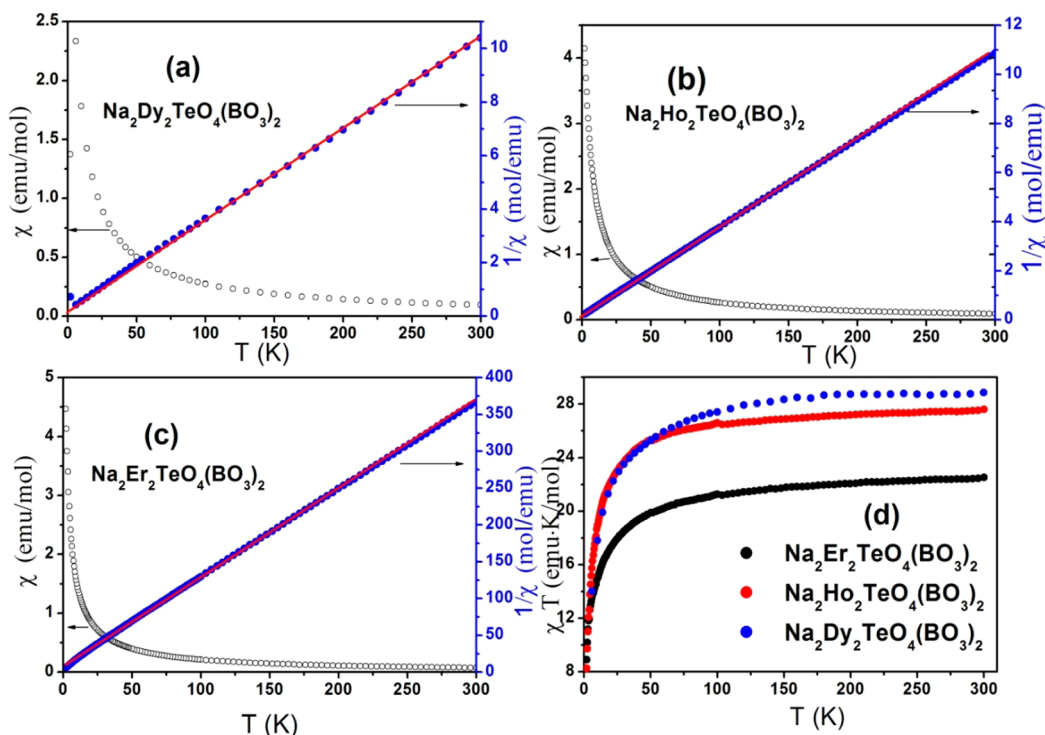 (a)
Na2Dy2TeO4(BO3)2
χ (emu/mol)
2.5
2.0
1.5
1.0
0.5
0.0
0 50 100 150 200 250 300
T (K)
10
8
6
4
2
0
1/χ (mol/emu)
(b)
Na2Ho2TeO4(BO3)2
χ (emu/mol)
4
3
2
1
0
0 50 100 150 200 250 300
T (K)
12
10
8
6
4
2
0
1/χ (mol/emu)
(c)
Na2Er2TeO4(BO3)2
χ (emu/mol)
5
4
3
2
1
0
0 50 100 150 200 250 300
T (K)
400
350
300
250
200
150
100
50
0
1/χ (mol/emu)
(d)
χ T (emu·K/mol)
28
24
20
16
12
8
0 50 100 150 200 250 300
T (K)
Na2Er2TeO4(BO3)2
Na2Ho2TeO4(BO3)2
Na2Dy2TeO4(BO3)2